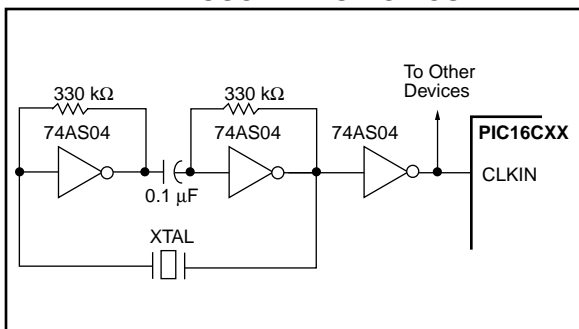 330 kΩ
330 kΩ
To Other
Devices
74AS04
74AS04
74AS04
PIC16CXX
CLKIN
0.1 µF
XTAL